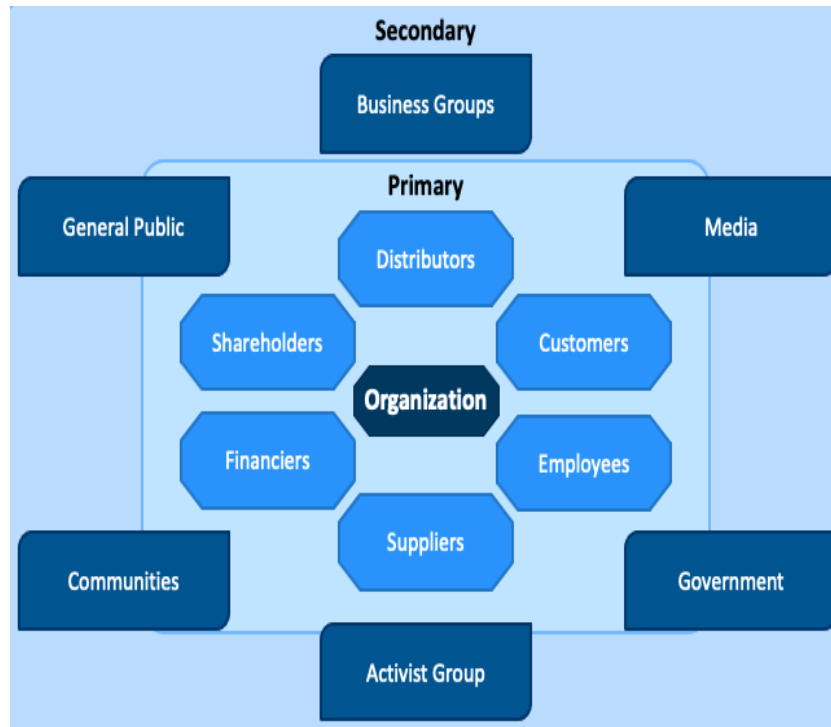 Secondary
Business Groups
General Public
Primary
Media
Distributors
Shareholders
Customers
Organization
Financiers
Employees
Suppliers
Communities
Government
Activist Group